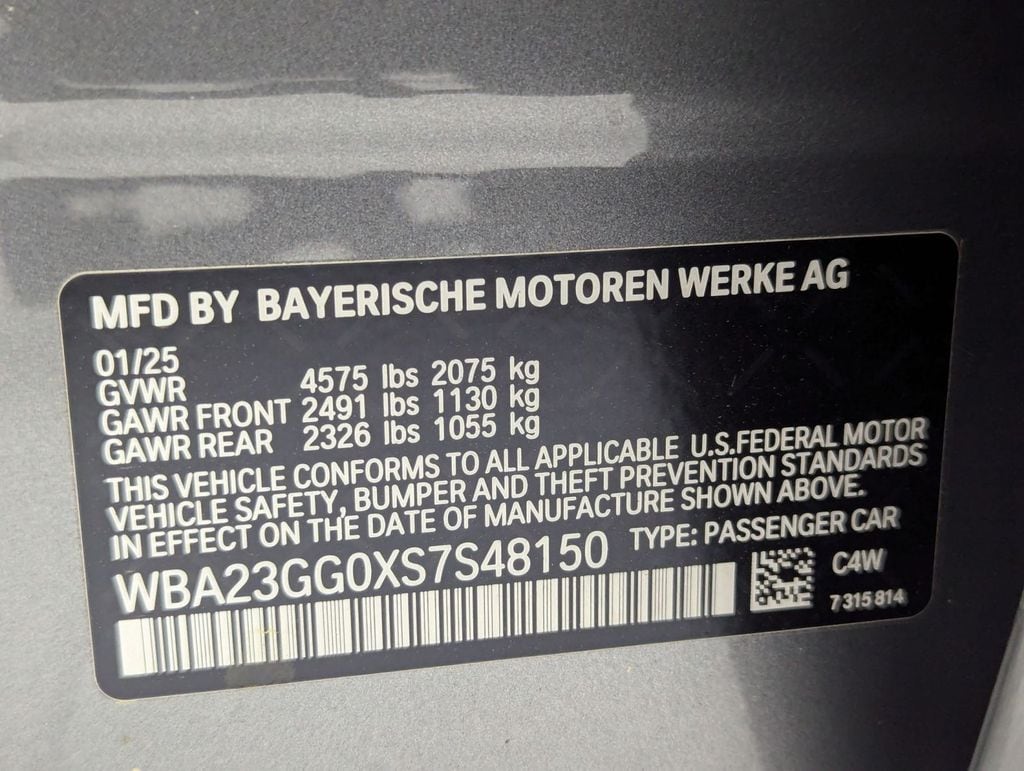 MFD BY BAYERISCHE MOTOREN WERKE AG
01/25
GVWR 4575 lbs 2075 kg
GAWR FRONT 2491 lbs 1130 kg
GAWR REAR 2326 lbs 1055 kg
THIS VEHICLE CONFORMS TO ALL APPLICABLE U.S.FEDERAL MOTOR
VEHICLE SAFETY, BUMPER AND THEFT PREVENTION STANDARDS
IN EFFECT ON THE DATE OF MANUFACTURE SHOWN ABOVE.
WBA23GG0XS7S48150 TYPE: PASSENGER CAR
C4W
7 315 814